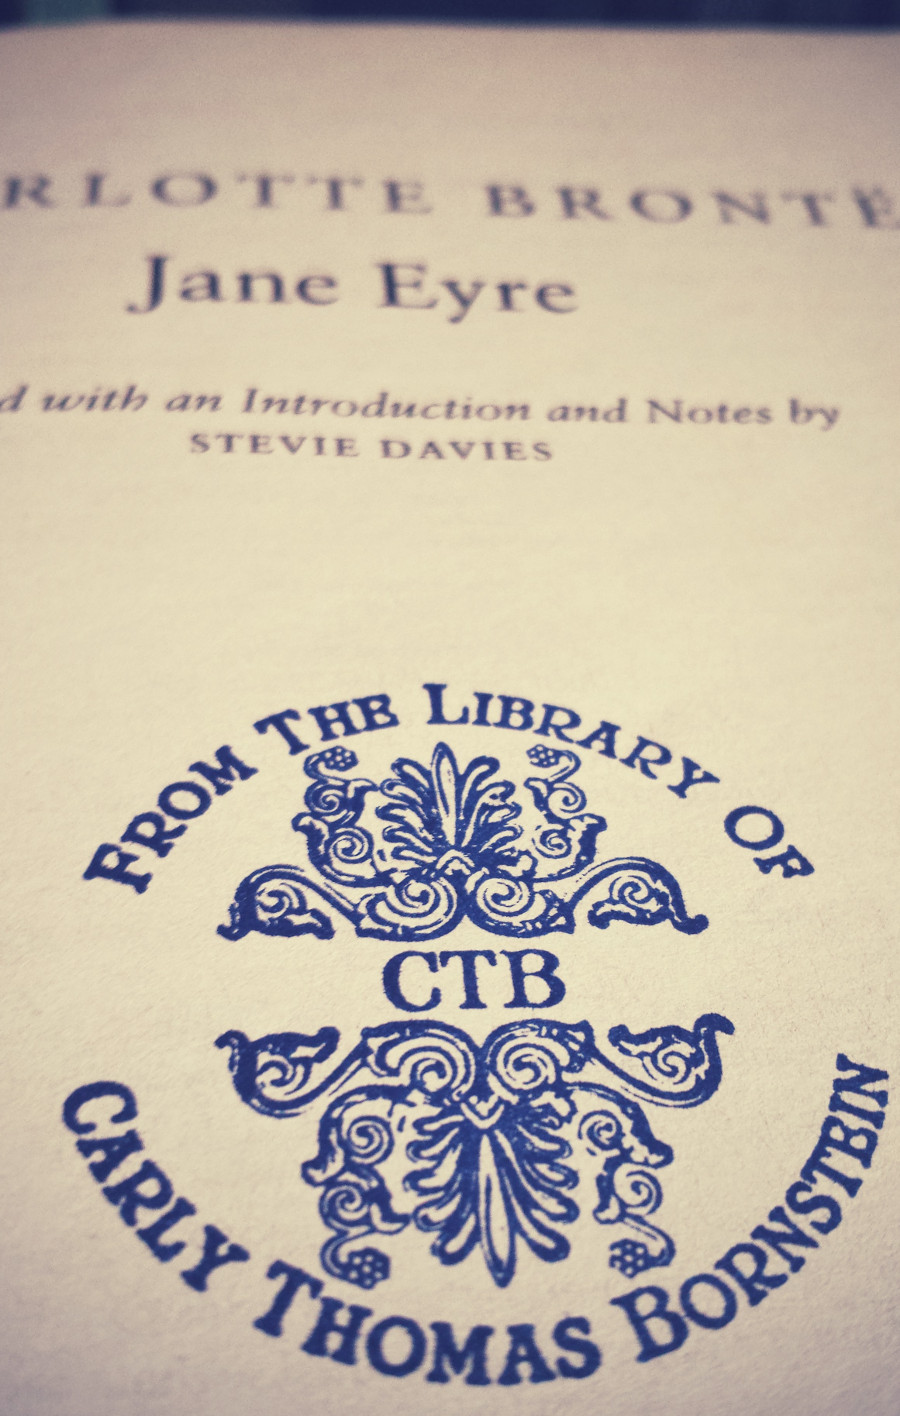 RLOTTE BRONTË
Jane Eyre
d with an Introduction and Notes by
STEVIE DAVIES
FROM THE LIBRARY OF
CTB
CARLY THOMAS BORNSTEIN